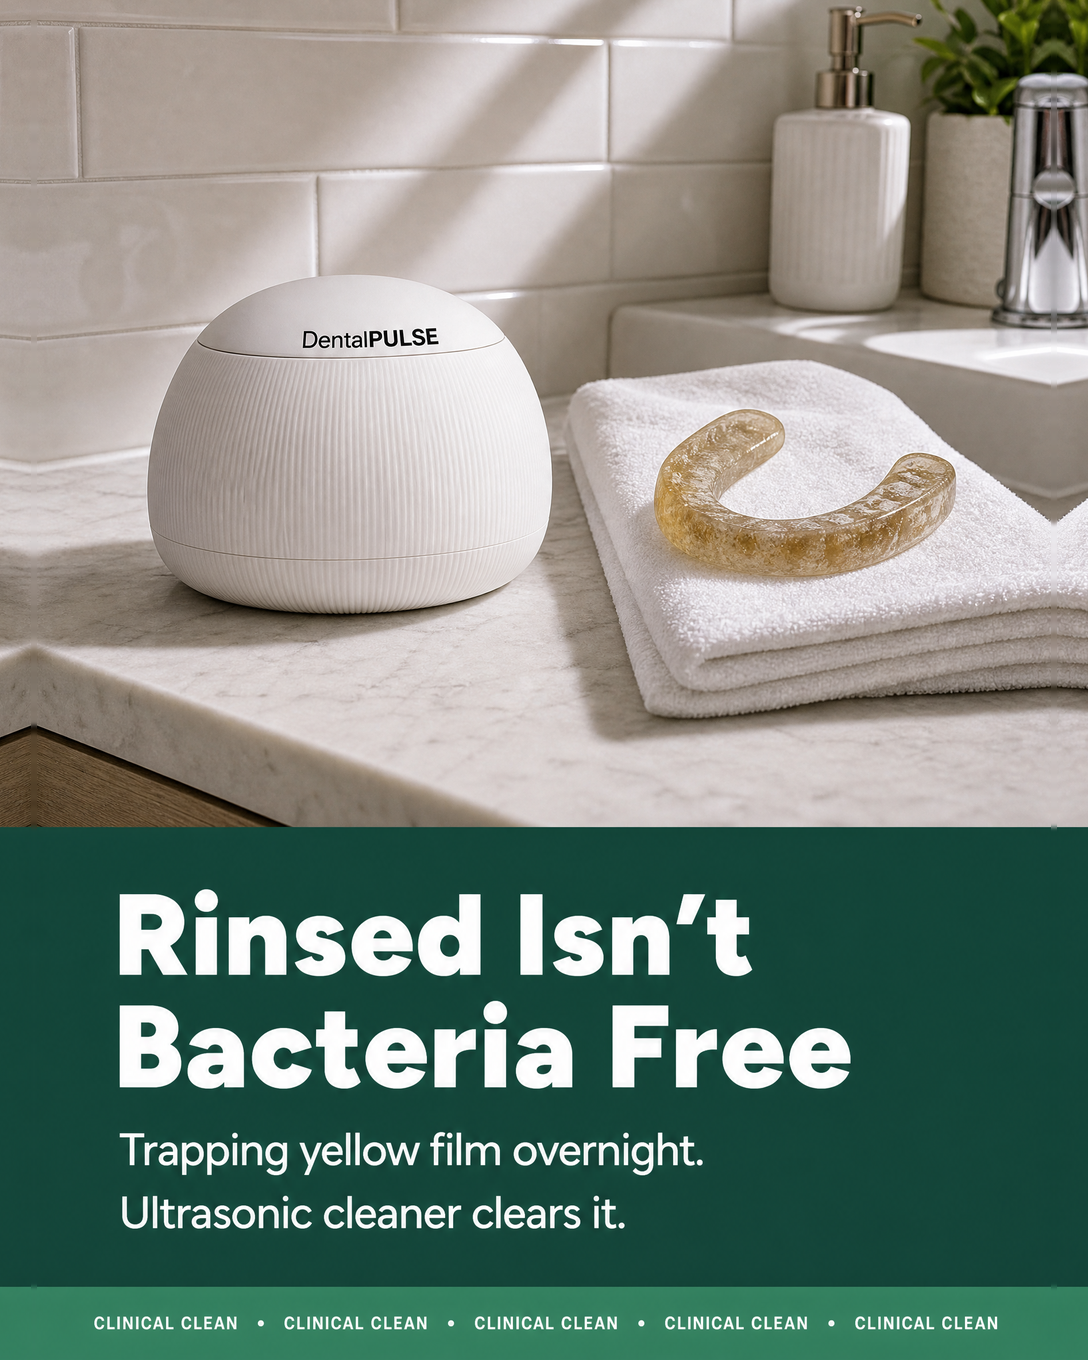 DentalPULSE
Rinsed Isn’t
Bacteria Free
Trapping yellow film overnight.
Ultrasonic cleaner clears it.
CLINICAL CLEAN • CLINICAL CLEAN • CLINICAL CLEAN • CLINICAL CLEAN • CLINICAL CLEAN